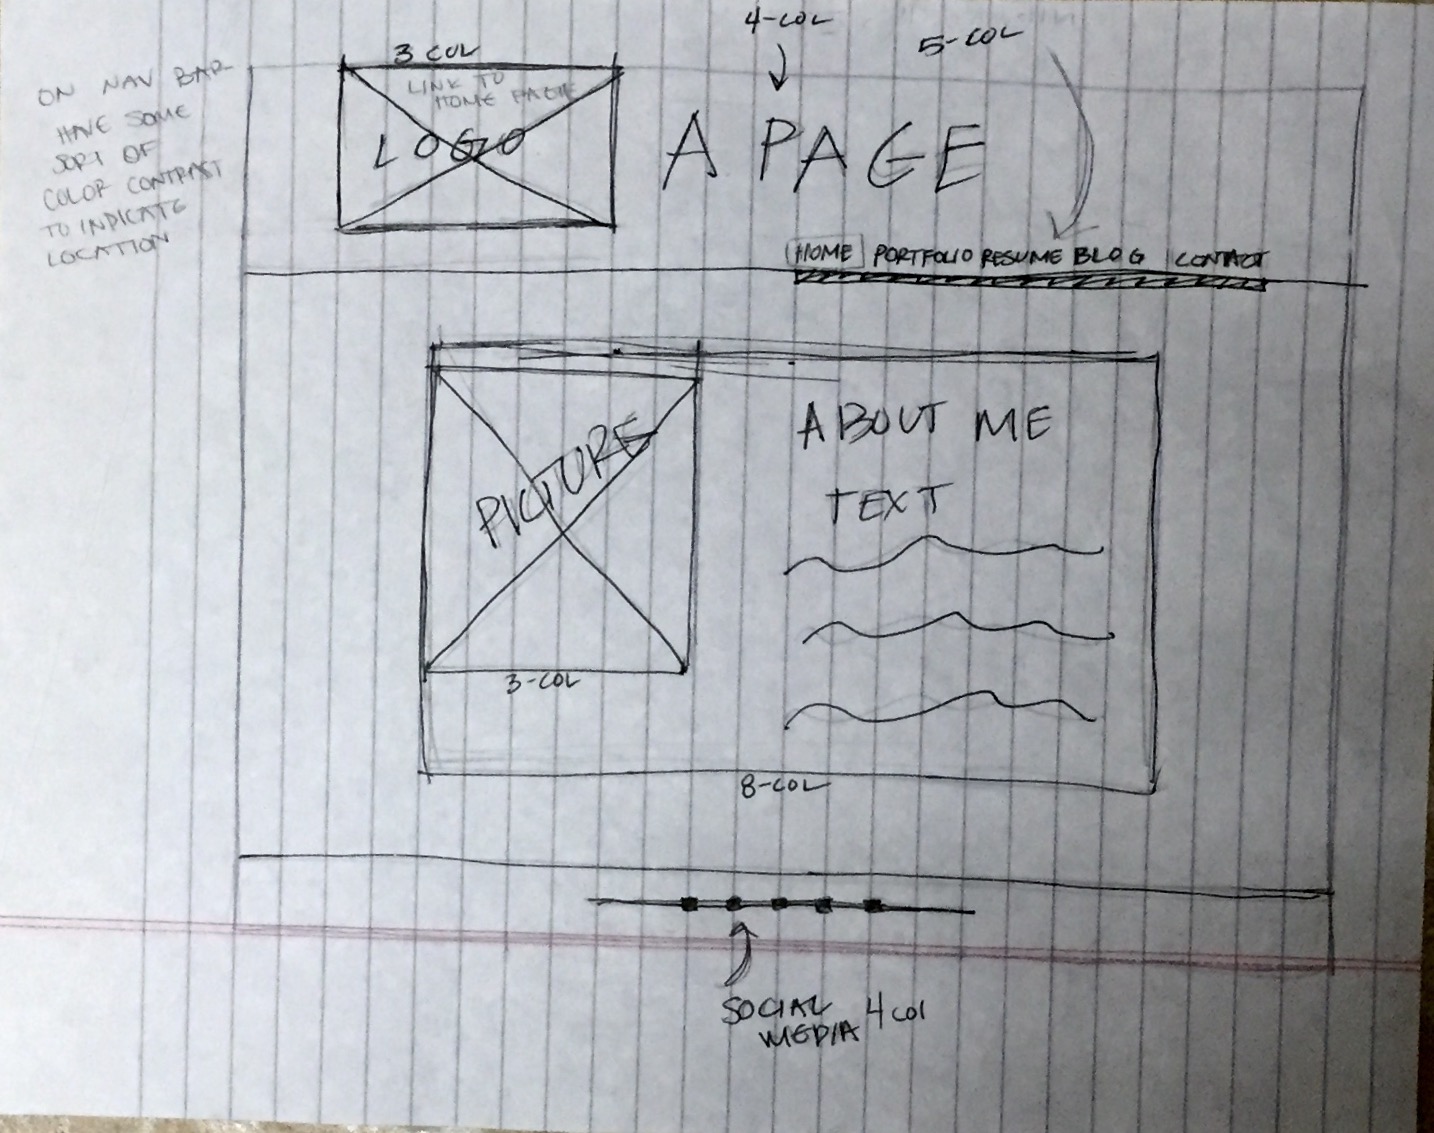 4-COL
5-COL
3 COL
LINK TO
HOME PAGE
LOGO
A PAGE
ON NAV BAR
HAVE SOME
SORT OF
COLOR CONTRAST
TO INDICATE
LOCATION
HOME PORTFOLIO RESUME BLOG CONTACT
PICTURE
3-COL
ABOUT ME
TEXT
8-COL
SOCIAL
MEDIA 4 COL